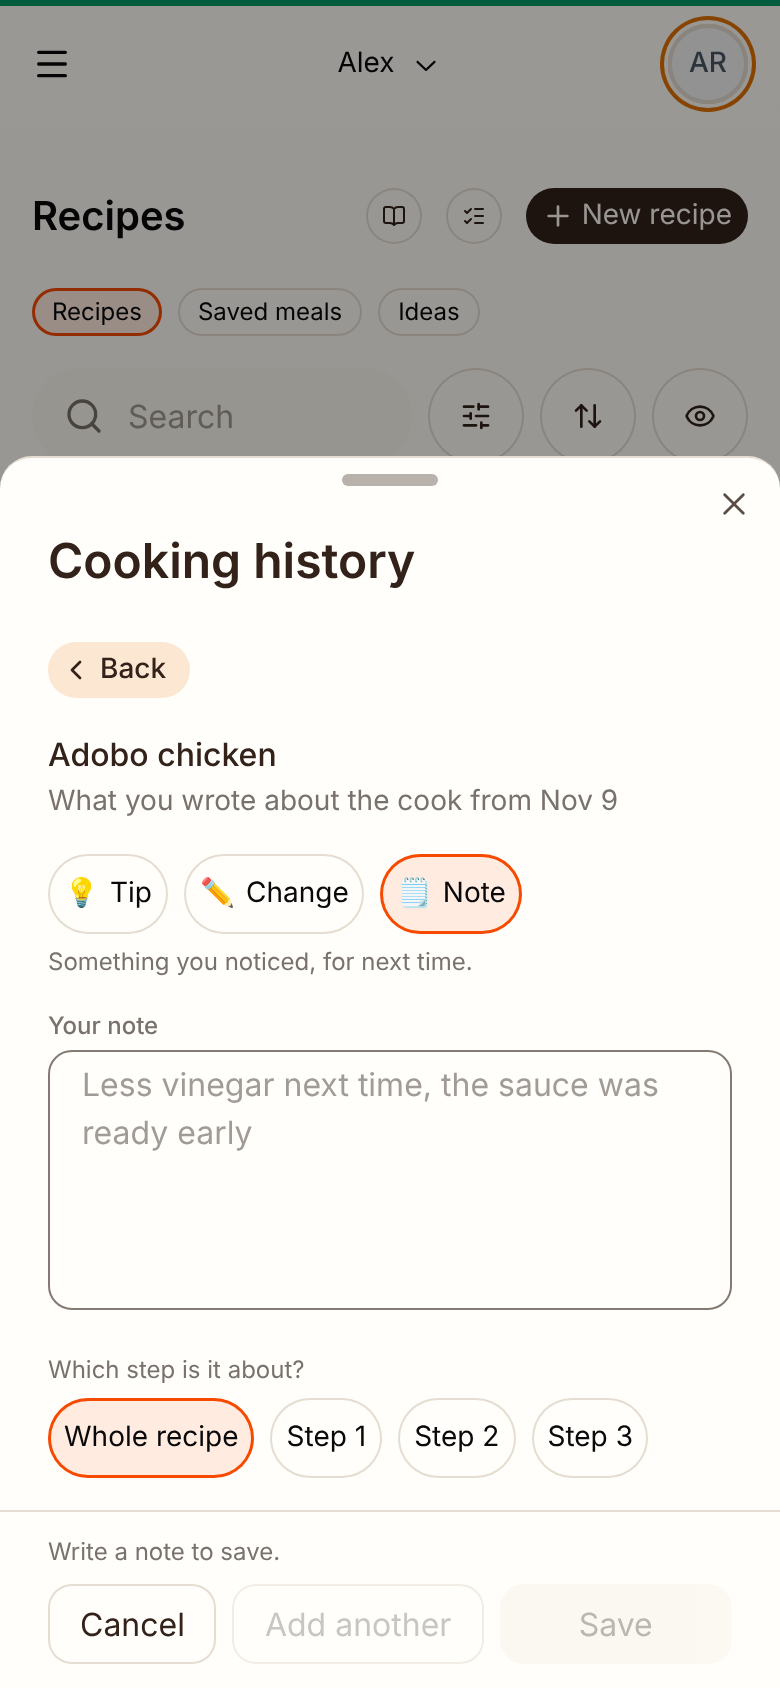 Alex
AR
Recipes
New recipe
Recipes
Saved meals
Ideas
Search
Cooking history
Back
Adobo chicken
What you wrote about the cook from Nov 9
Tip
Change
Note
Something you noticed, for next time.
Your note
Less vinegar next time, the sauce was
ready early
Which step is it about?
Whole recipe
Step 1
Step 2
Step 3
Write a note to save.
Cancel
Add another
Save